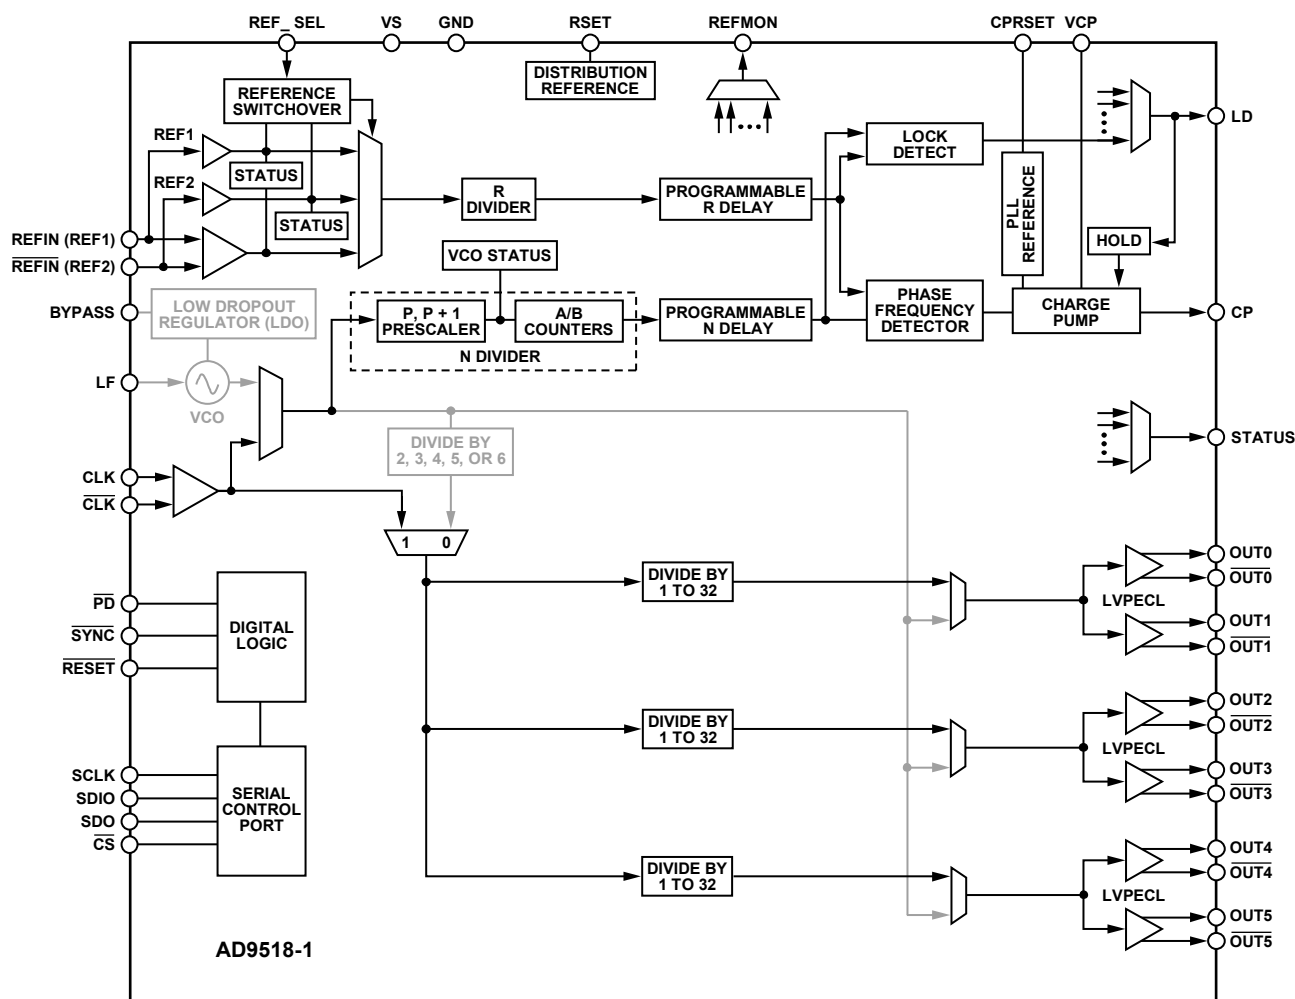 REF_ SEL
VS
GND
RSET
REFMON
CPRSET
VCP
DISTRIBUTION
REFERENCE
REFERENCE
SWITCHOVER
REF1
STATUS
REF2
STATUS
R
DIVIDER
PROGRAMMABLE
R DELAY
LOCK
DETECT
LD
PLL
REFERENCE
HOLD
REFIN (REF1)
REFIN (REF2)
BYPASS
LOW DROPOUT
REGULATOR (LDO)
VCO STATUS
P, P + 1
PRESCALER
A/B
COUNTERS
N DIVIDER
PROGRAMMABLE
N DELAY
PHASE
FREQUENCY
DETECTOR
CHARGE
PUMP
CP
LF
VCO
DIVIDE BY
2, 3, 4, 5, OR 6
STATUS
CLK
CLK
1 0
DIVIDE BY
1 TO 32
LVPECL
OUT0
OUT0
OUT1
OUT1
PD
SYNC
RESET
DIGITAL
LOGIC
DIVIDE BY
1 TO 32
LVPECL
OUT2
OUT2
OUT3
OUT3
SCLK
SDIO
SDO
CS
SERIAL
CONTROL
PORT
DIVIDE BY
1 TO 32
LVPECL
OUT4
OUT4
OUT5
OUT5
AD9518-1